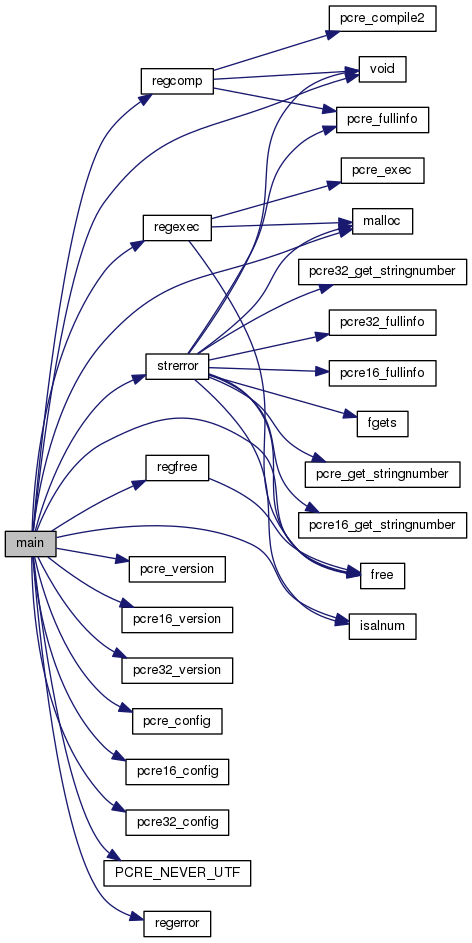 pcre_compile2
void
regcomp
pcre_fullinfo
pcre_exec
malloc
regexec
pcre32_get_stringnumber
pcre32_fullinfo
strerror
pcre16_fullinfo
fgets
regfree
pcre_get_stringnumber
pcre16_get_stringnumber
main
pcre_version
free
pcre16_version
isalnum
pcre32_version
pcre_config
pcre16_config
pcre32_config
PCRE_NEVER_UTF
regerror